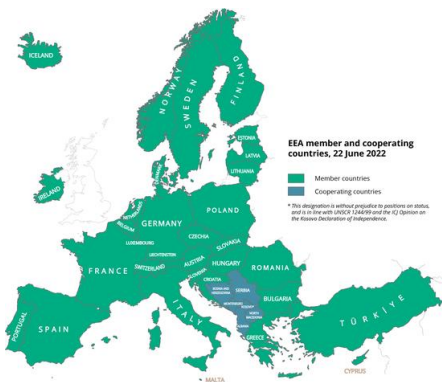 ICELAND
NORWAY
SWEDEN
FINLAND
ESTONIA
LATVIA
LITHUANIA
EEA member and cooperating
countries, 22 June 2022
Member countries
Cooperating countries
* This designation is without prejudice to positions on status,
and is in line with UNSCR 1244/99 and the ICJ Opinion on
the Kosovo Declaration of Independence.
IRELAND
DENMARK
NETHERLANDS
BELGIUM
GERMANY
POLAND
LUXEMBOURG
CZECHIA
SLOVAKIA
LIECHTENSTEIN
AUSTRIA
HUNGARY
FRANCE
SWITZERLAND
SLOVENIA
ROMANIA
CROATIA
BOSNIA AND
HERZEGOVINA
SERBIA
MONTENEGRO
KOSOVO*
BULGARIA
NORTH
MACEDONIA
ALBANIA
ITALY
PORTUGAL
SPAIN
GREECE
TÜRKIYE
CYPRUS
MALTA